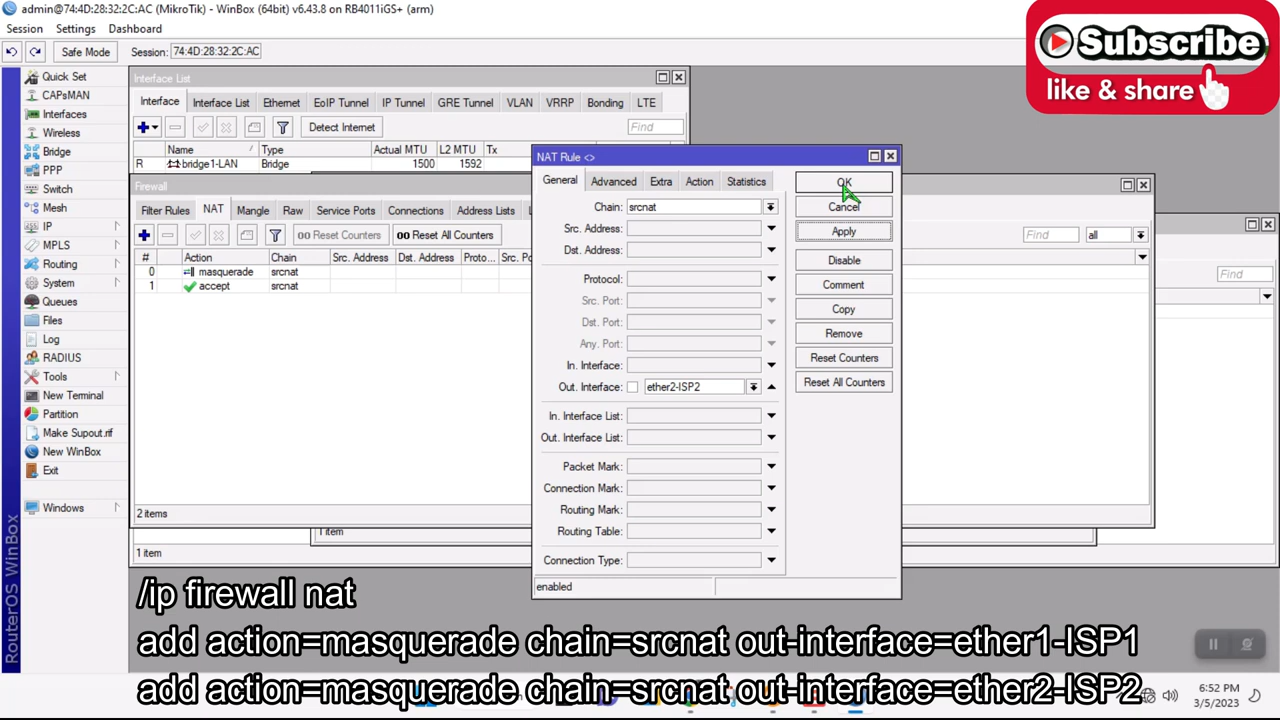 admin@74:4D:28:32:2C:AC (MikroTik) - WinBox (64bit) v6.43.8 on RB4011iGS+ (arm)
Session Settings Dashboard
Safe Mode Session: 74:4D:28:32:2C:AC
Subscribe
like & share
Quick Set
CAPsMAN
Interfaces
Wireless
Bridge
PPP
Switch
Mesh
IP
MPLS
Routing
System
Queues
Files
Log
RADIUS
Tools
New Terminal
Partition
Make Supout.rif
New WinBox
Exit
Windows
RouterOS WinBox
Interface List
Interface Interface List Ethernet EoIP Tunnel IP Tunnel GRE Tunnel VLAN VRRP Bonding LTE
Detect Internet Find
Name Type Actual MTU L2 MTU Tx
R bridge1-LAN Bridge 1500 1592
Firewall
Filter Rules NAT Mangle Raw Service Ports Connections Address Lists
00 Reset Counters 00 Reset All Counters Find all
# Action Chain Src. Address Dst. Address Proto... Src. Po
0 masquerade srcnat
1 accept srcnat
2 items
1 item
1 item
Find
NAT Rule <>
General Advanced Extra Action Statistics
Chain: srcnat
Src. Address:
Dst. Address:
Protocol:
Src. Port:
Dst. Port:
Any. Port:
In. Interface:
Out. Interface: ether2-ISP2
In. Interface List:
Out. Interface List:
Packet Mark:
Connection Mark:
Routing Mark:
Routing Table:
Connection Type:
enabled
OK
Cancel
Apply
Disable
Comment
Copy
Remove
Reset Counters
Reset All Counters
/ip firewall nat
add action=masquerade chain=srcnat out-interface=ether1-ISP1
add action=masquerade chain=srcnat out-interface=ether2-ISP2
6:52 PM
3/5/2023